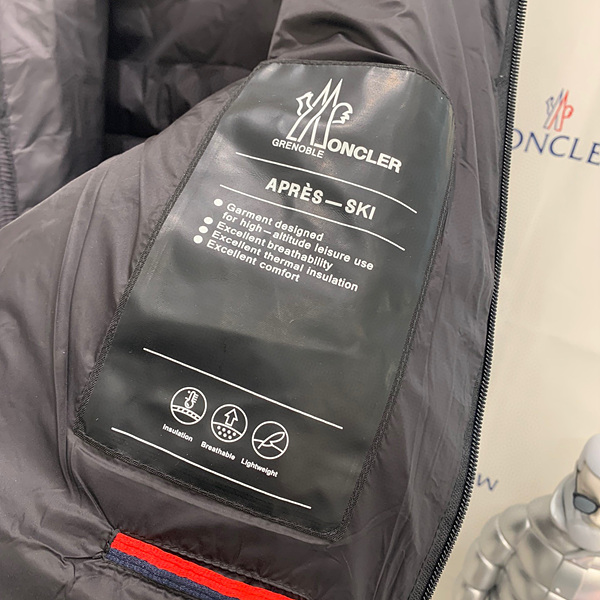 GRENOBLE MONCLER
APRÈS—SKI
Garment designed
for high—altitude leisure use
Excellent breathability
Excellent thermal insulation
Excellent comfort
Insulation Breathable Lightweight
ONCLE
M